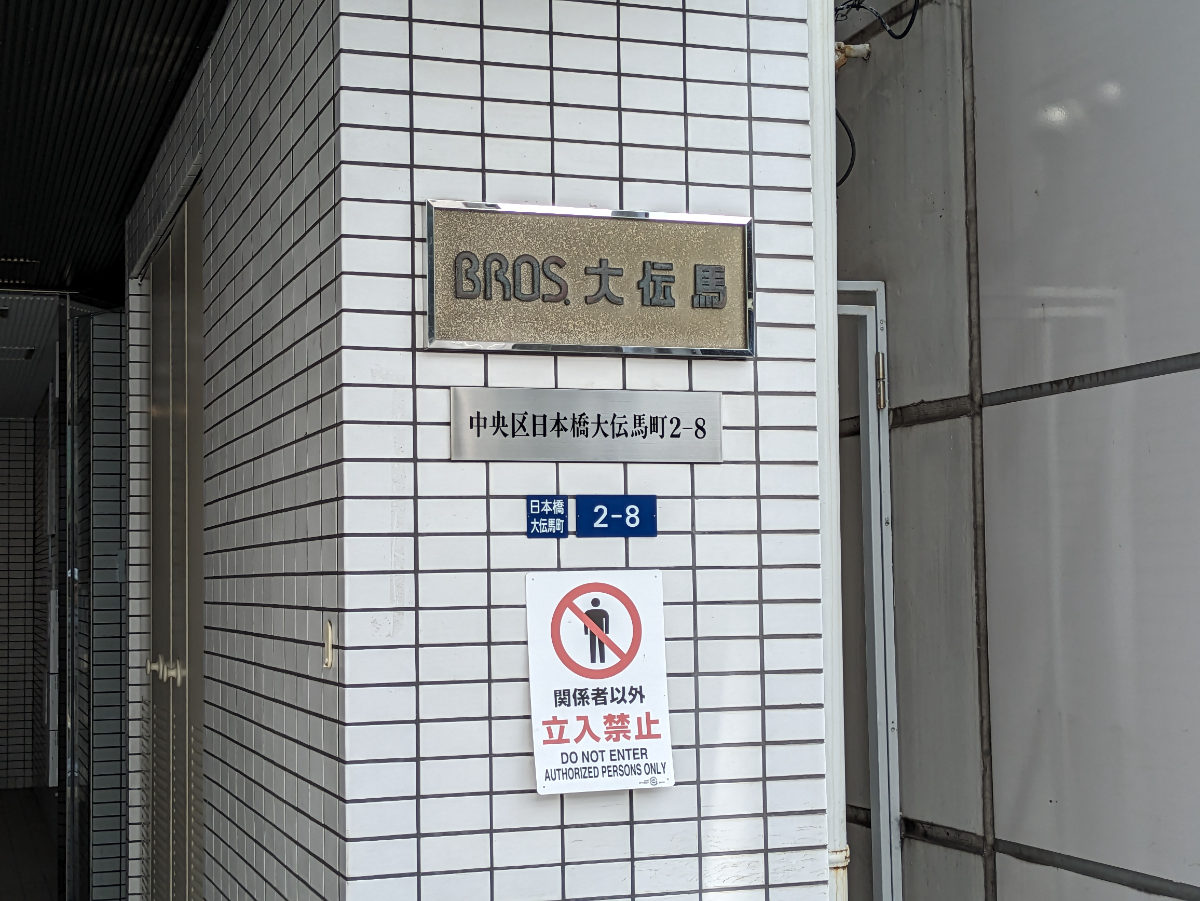 BROS.大伝馬
中央区日本橋大伝馬町2-8
日本橋
大伝馬町
2-8
関係者以外
立入禁止
DO NOT ENTER
AUTHORIZED PERSONS ONLY